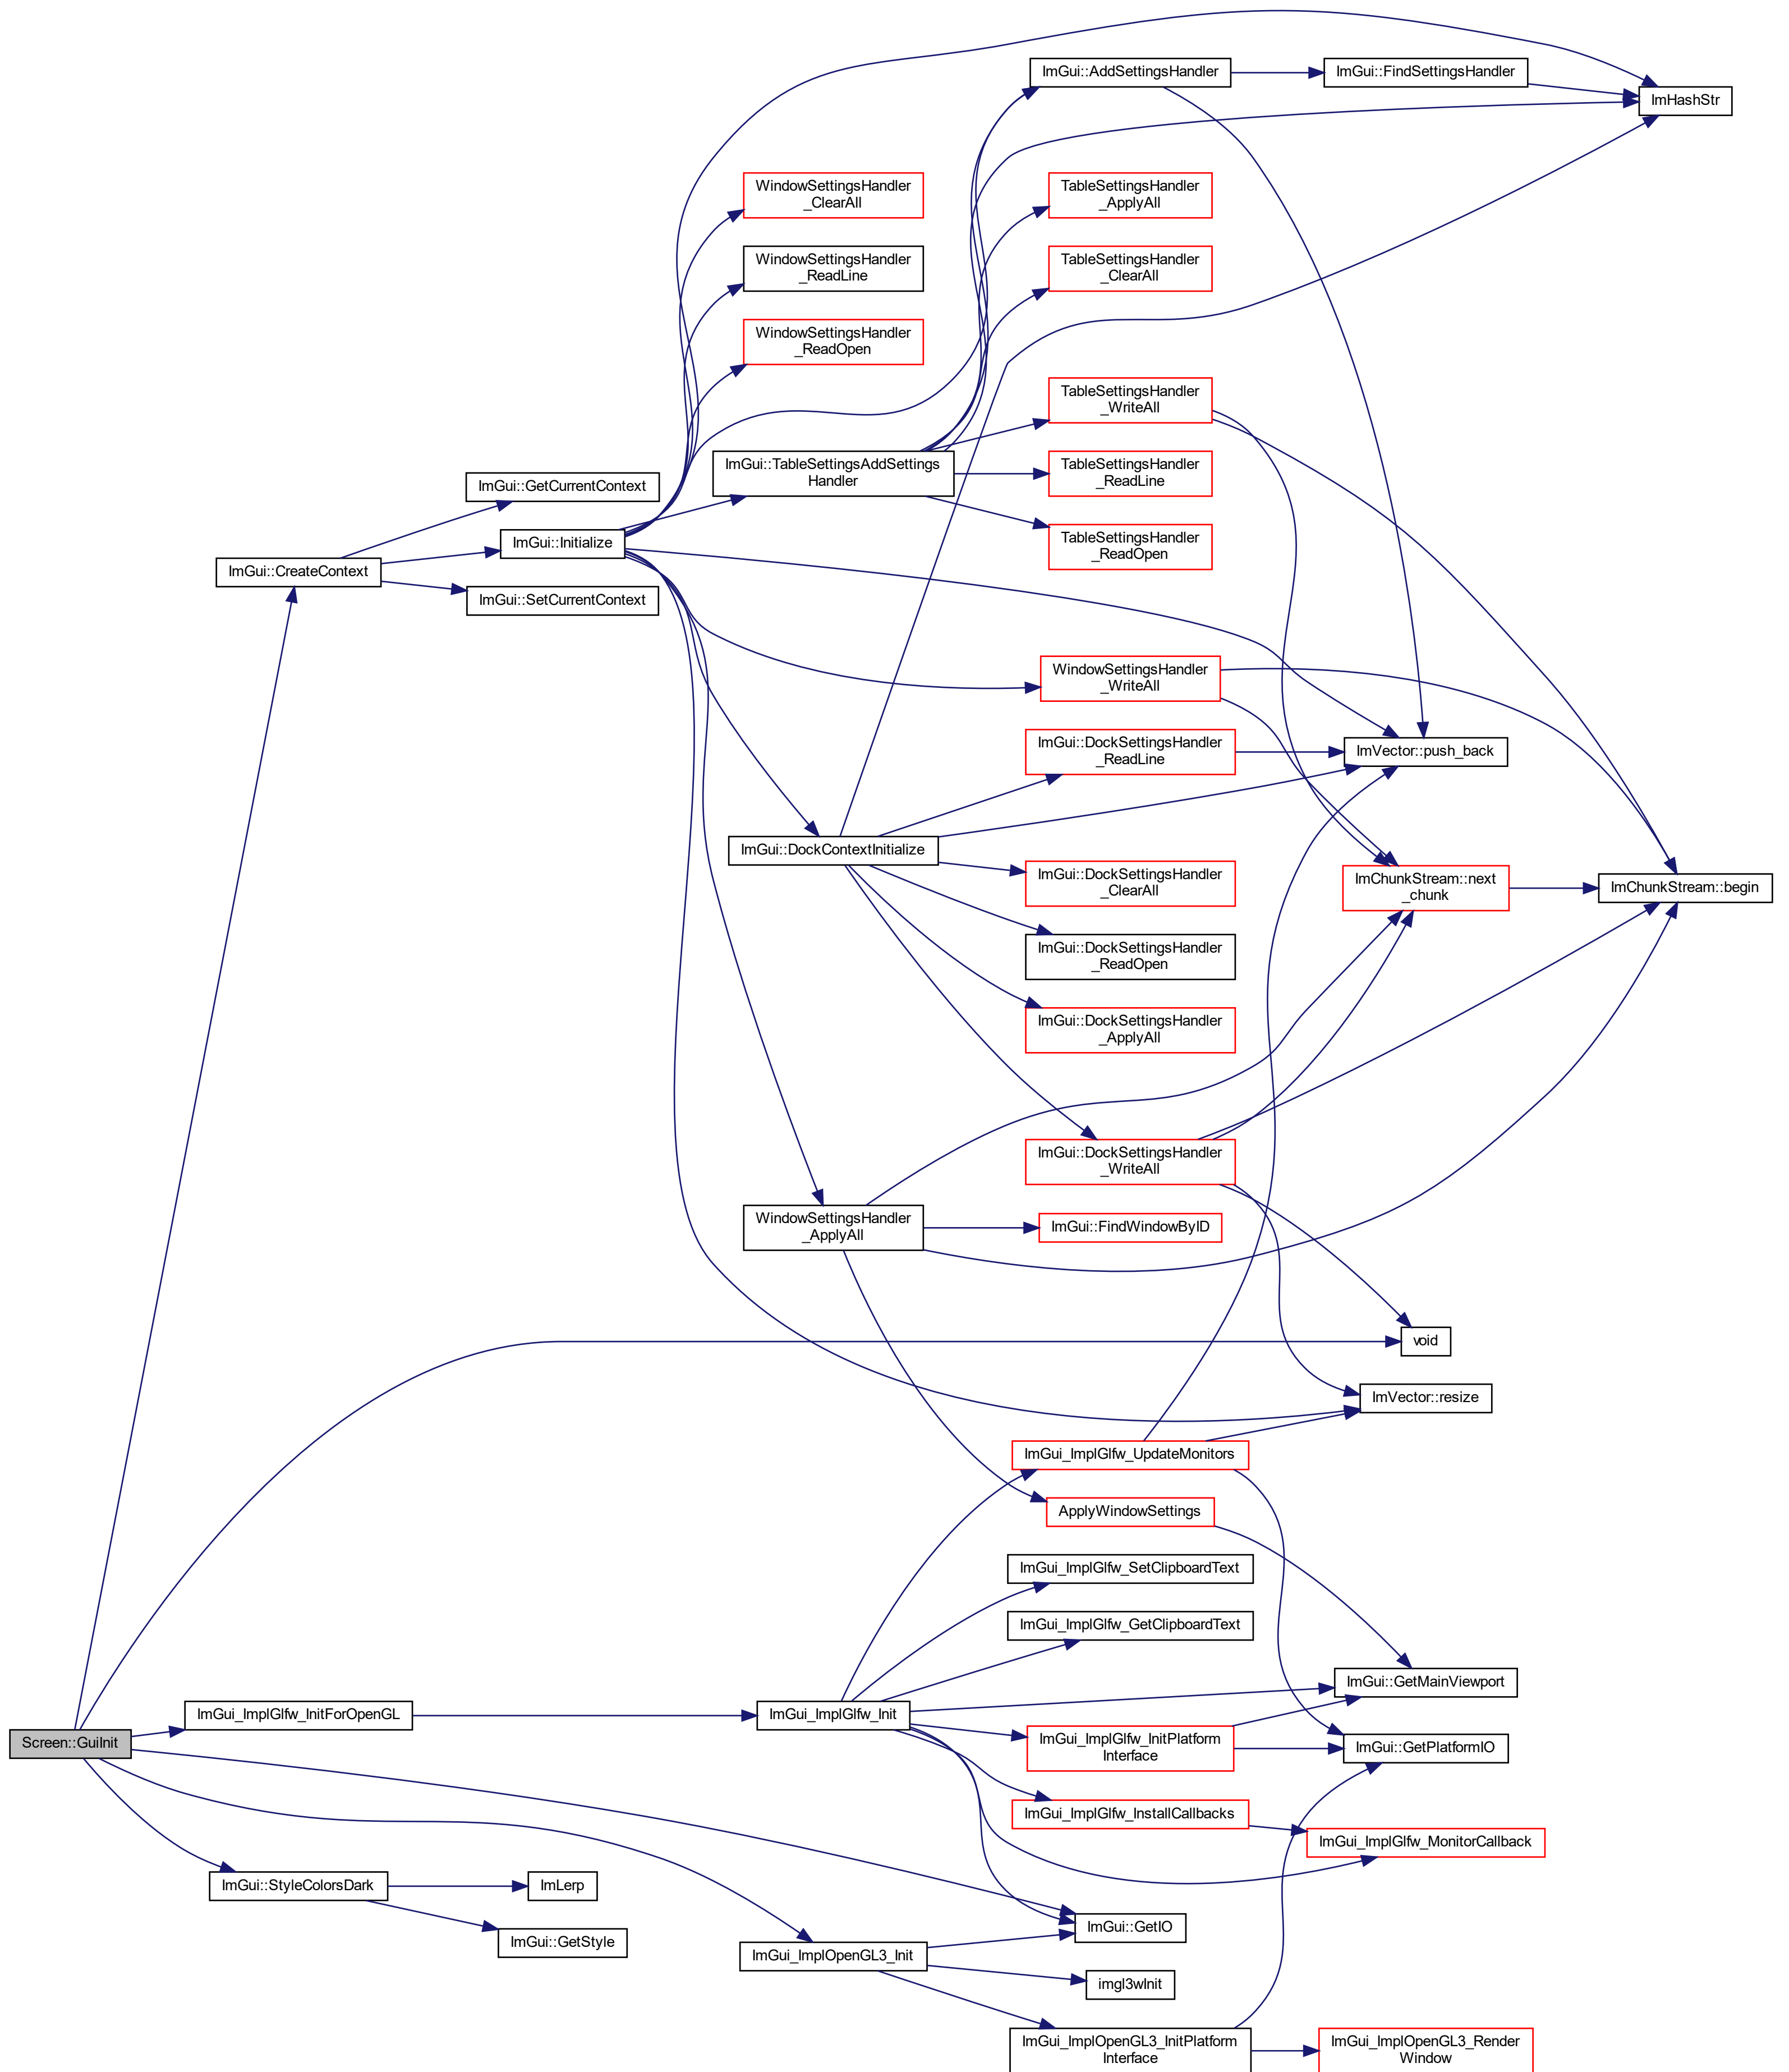 ImGui::AddSettingsHandler
ImGui::FindSettingsHandler
ImHashStr
WindowSettingsHandler
_ClearAll
TableSettingsHandler
_ApplyAll
WindowSettingsHandler
_ReadLine
TableSettingsHandler
_ClearAll
WindowSettingsHandler
_ReadOpen
TableSettingsHandler
_WriteAll
ImGui::TableSettingsAddSettings
Handler
TableSettingsHandler
_ReadLine
ImGui::GetCurrentContext
ImGui::Initialize
TableSettingsHandler
_ReadOpen
ImGui::CreateContext
ImGui::SetCurrentContext
WindowSettingsHandler
_WriteAll
ImGui::DockSettingsHandler
_ReadLine
ImVector::push_back
ImGui::DockContextInitialize
ImGui::DockSettingsHandler
_ClearAll
ImChunkStream::next
_chunk
ImChunkStream::begin
ImGui::DockSettingsHandler
_ReadOpen
ImGui::DockSettingsHandler
_ApplyAll
ImGui::DockSettingsHandler
_WriteAll
WindowSettingsHandler
_ApplyAll
ImGui::FindWindowByID
void
ImVector::resize
ImGui_ImplGlfw_UpdateMonitors
ApplyWindowSettings
ImGui_ImplGlfw_SetClipboardText
ImGui_ImplGlfw_GetClipboardText
ImGui::GetMainViewport
ImGui_ImplGlfw_InitForOpenGL
ImGui_ImplGlfw_Init
Screen::GuiInit
ImGui_ImplGlfw_InitPlatform
Interface
ImGui::GetPlatformIO
ImGui_ImplGlfw_InstallCallbacks
ImGui_ImplGlfw_MonitorCallback
ImGui::StyleColorsDark
ImLerp
ImGui::GetIO
ImGui::GetStyle
ImGui_ImplOpenGL3_Init
imgl3wInit
ImGui_ImplOpenGL3_InitPlatform
Interface
ImGui_ImplOpenGL3_Render
Window